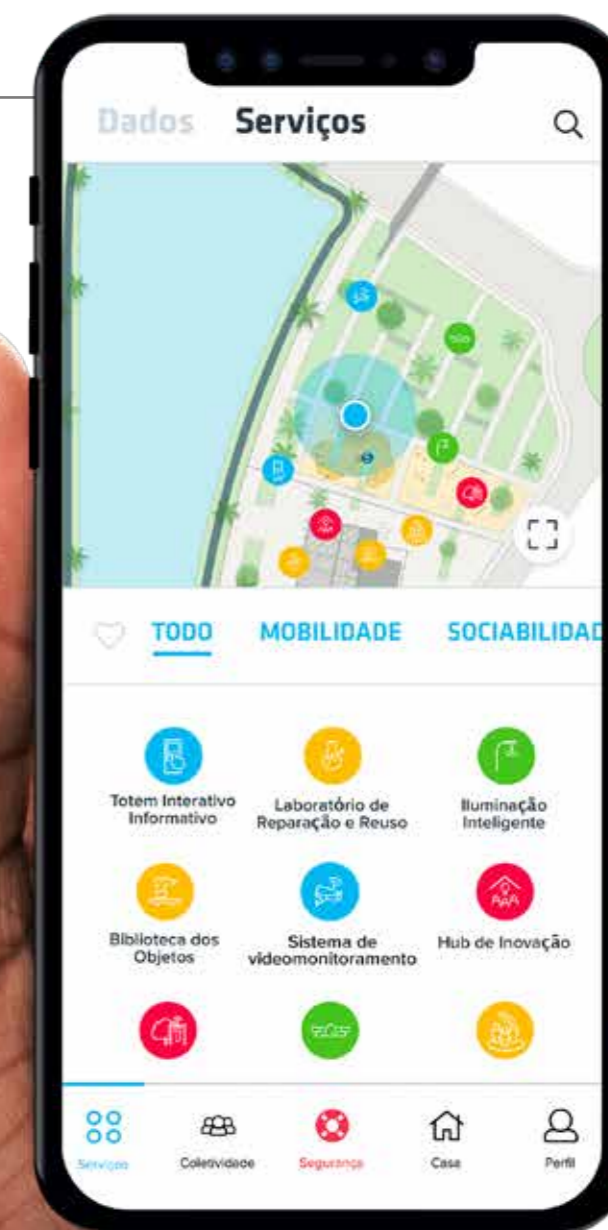 Dados Serviços
TODO MOBILIDADE SOCIABILIDAD
Totem Interativo
Informativo
Laboratório de
Reparação e Reuso
Iluminação
Inteligente
Biblioteca dos
Objetos
Sistema de
videomonitoramento
Hub de Inovação
Serviços Coletividade Segurança Casa Perfil